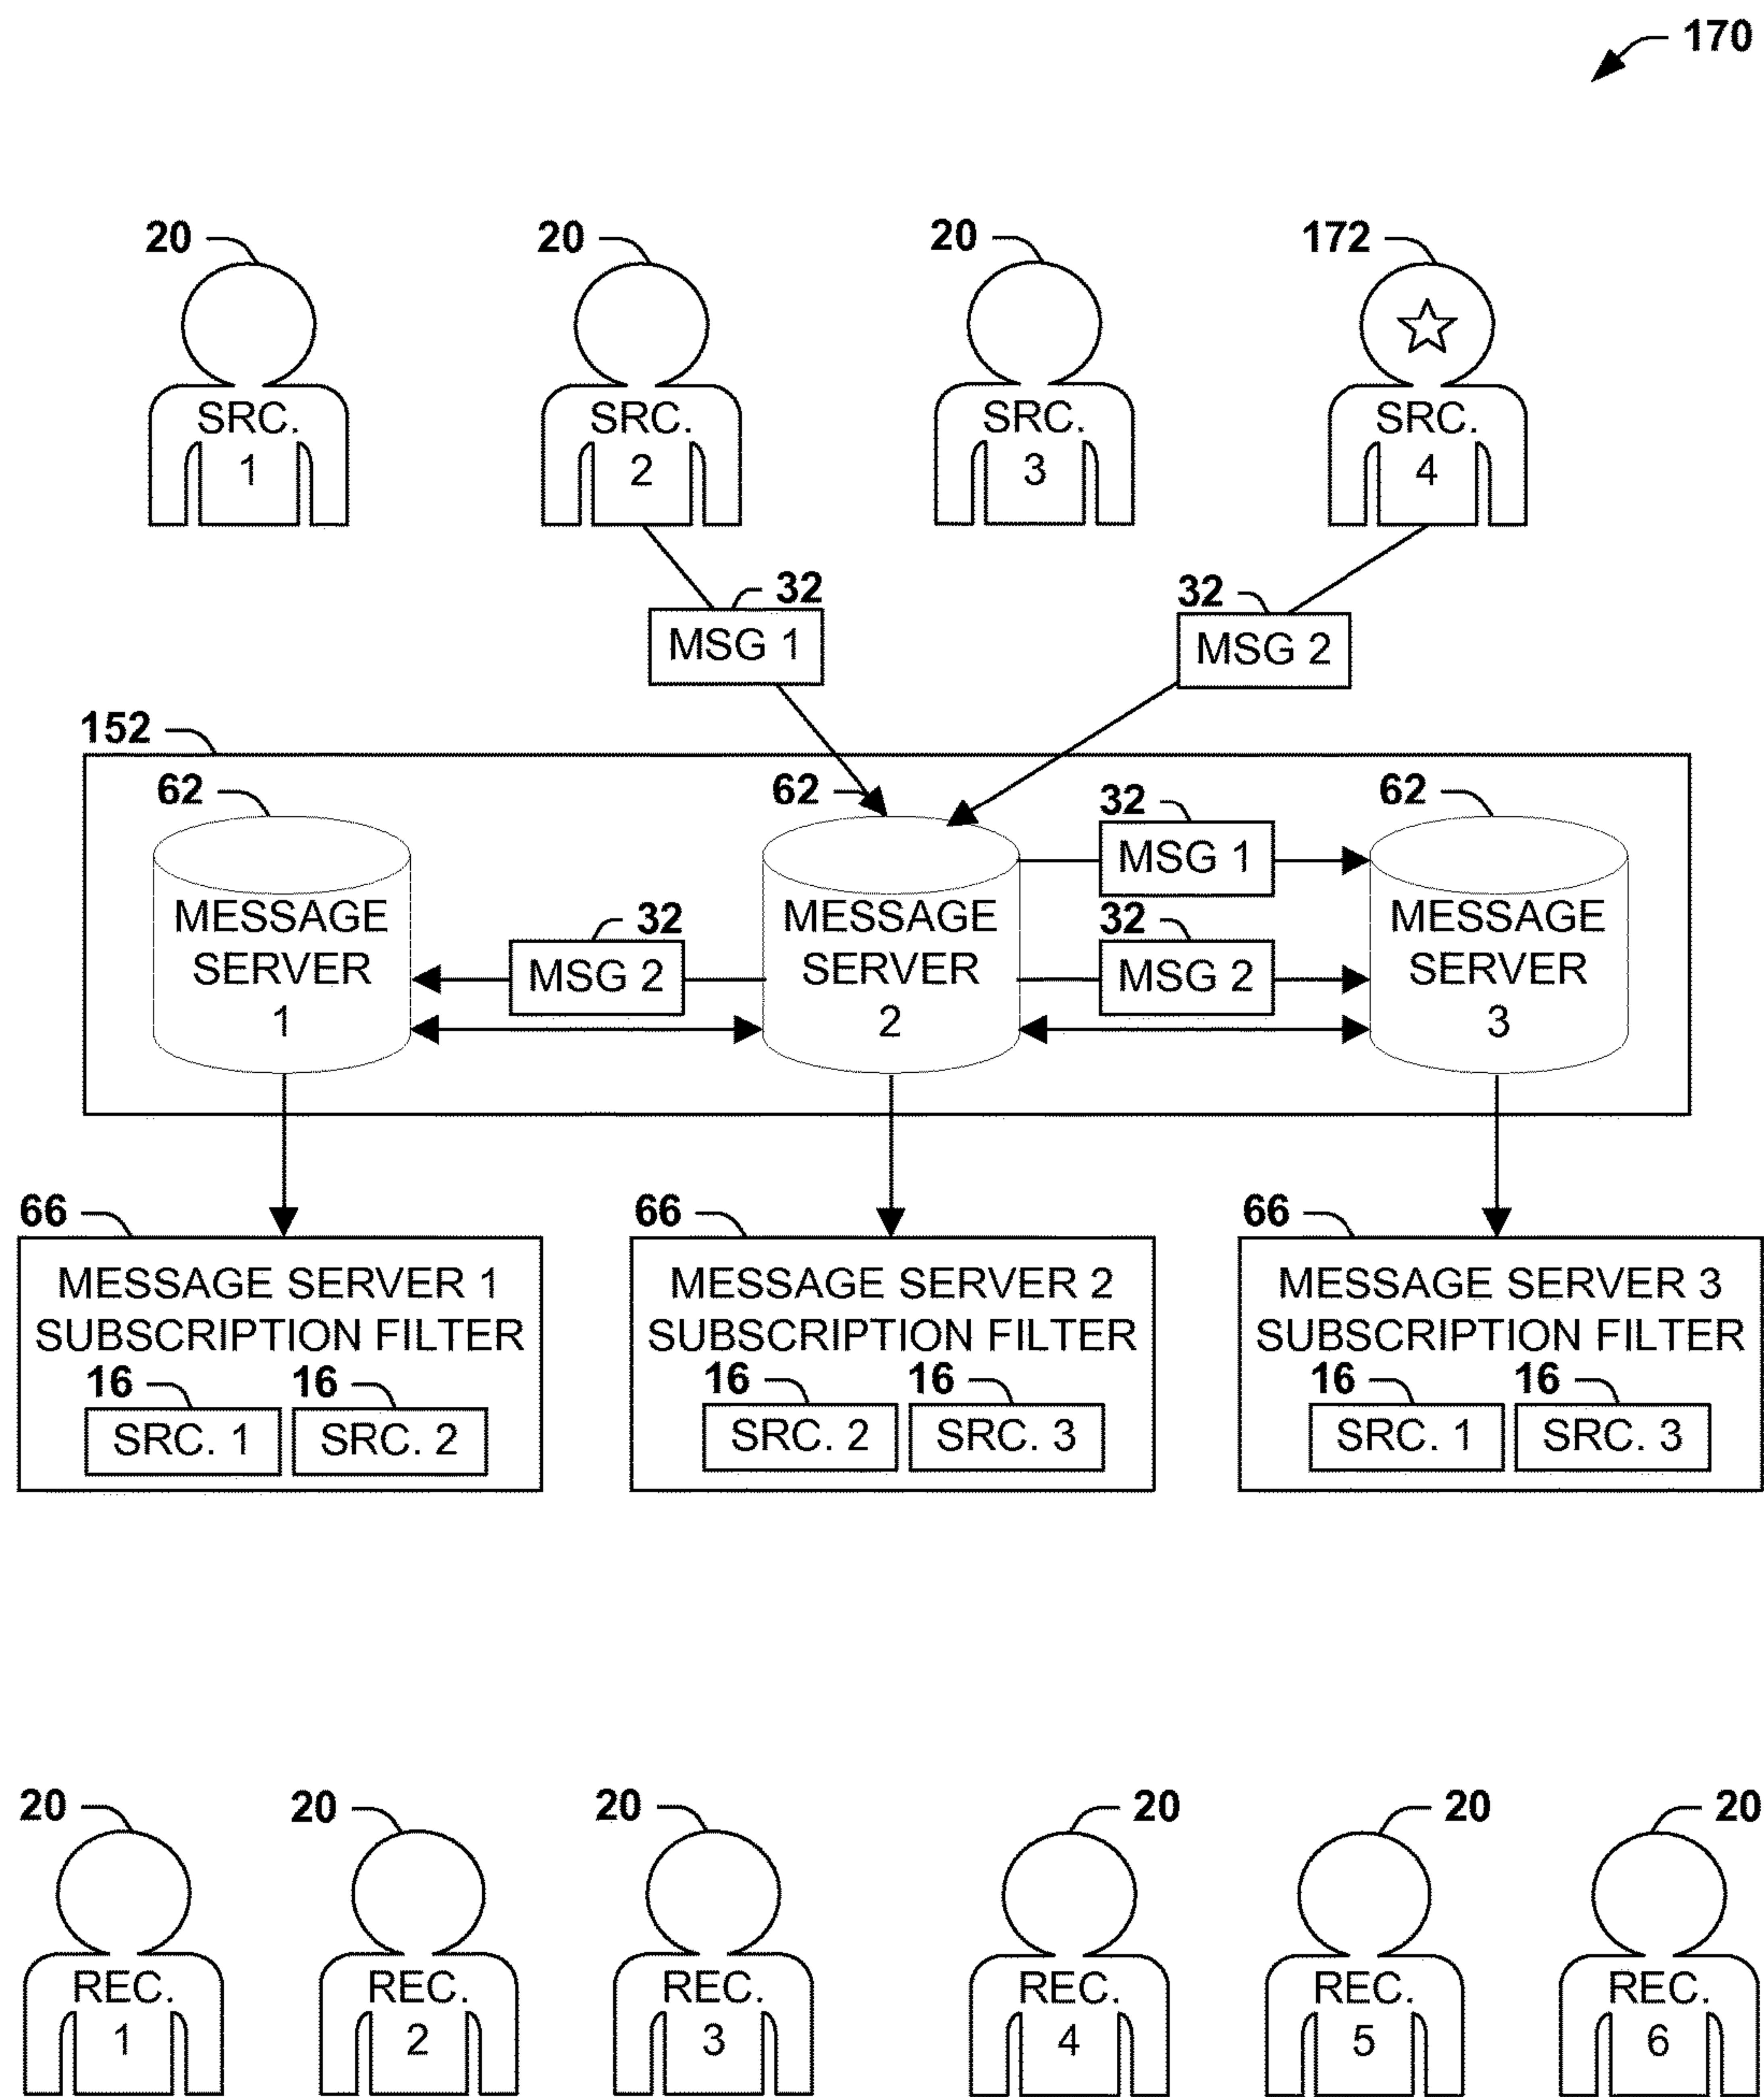 170
20 20 20 172
SRC. SRC. SRC. SRC.
1 2 3 4
32 32
MSG 1 MSG 2
152
62 62 32 62
MSG 1
MESSAGE MESSAGE MESSAGE
32 32
SERVER SERVER SERVER
MSG 2 MSG 2
1 2 3
66 66 66
MESSAGE SERVER 1 MESSAGE SERVER 2 MESSAGE SERVER 3
SUBSCRIPTION FILTER SUBSCRIPTION FILTER SUBSCRIPTION FILTER
16 16 16 16 16 16
SRC. 1 SRC. 2 SRC. 2 SRC. 3 SRC. 1 SRC. 3
20 20 20 20 20 20
REC. REC. REC. REC. REC. REC.
1 2 3 4 5 6